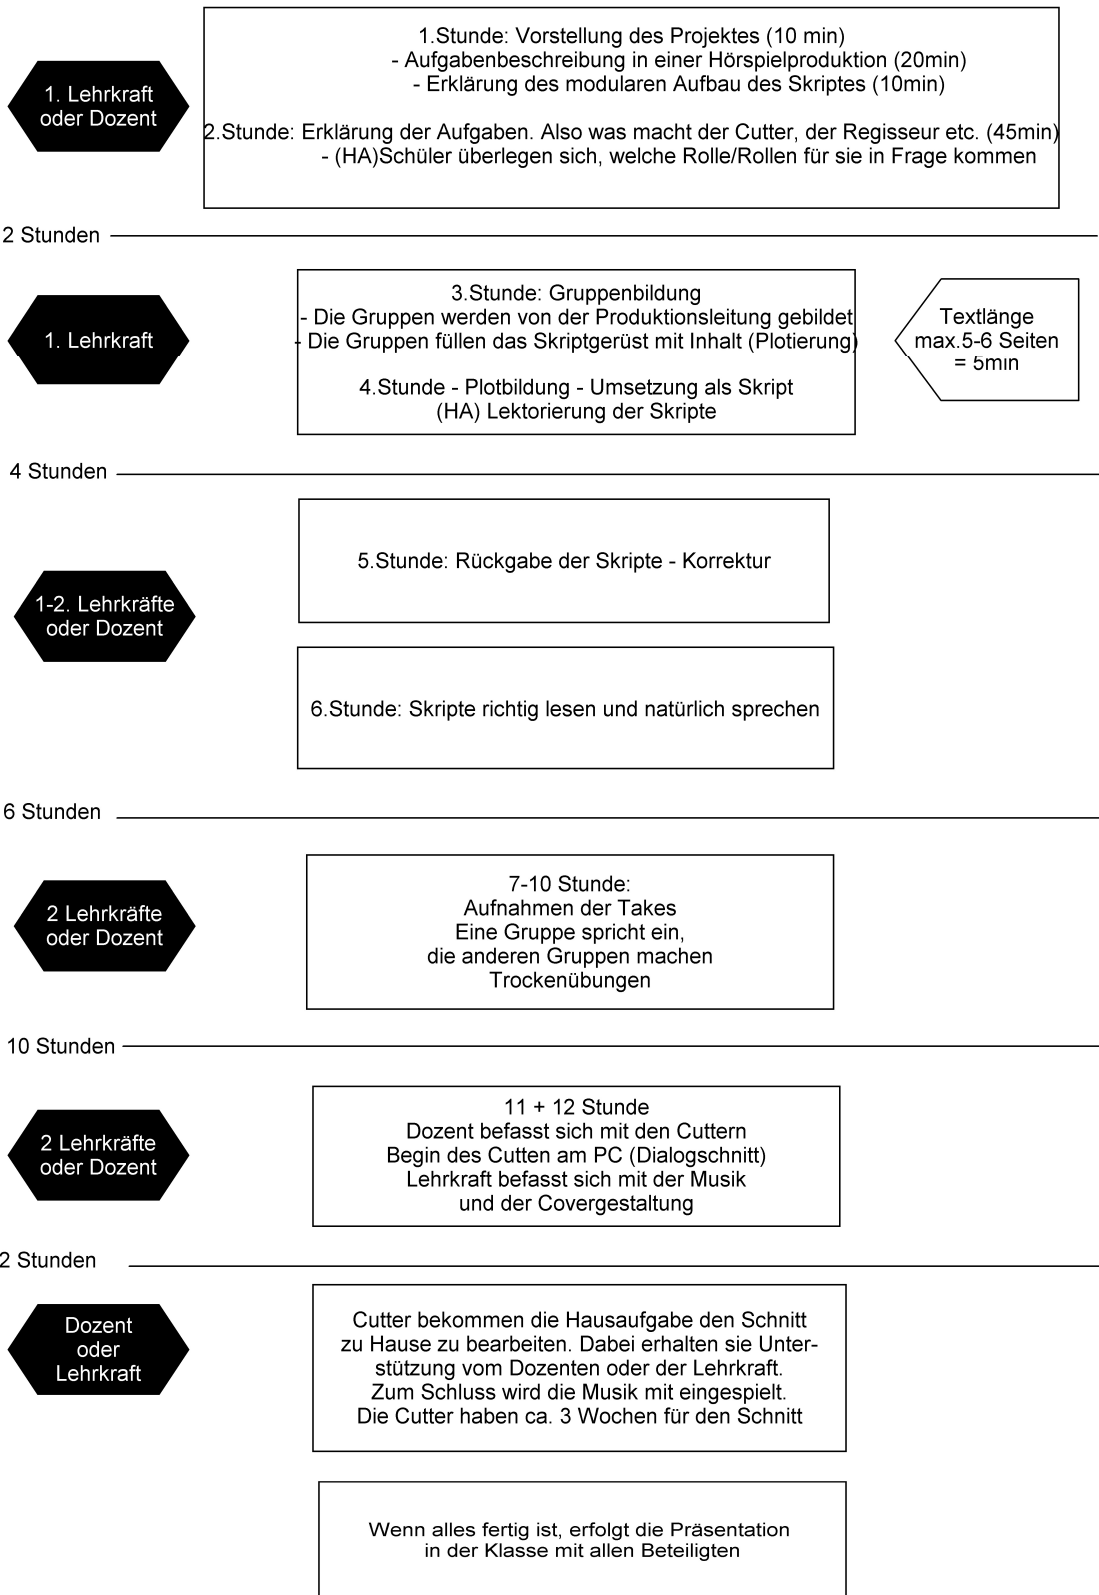 1. Lehrkraft
oder Dozent
1.Stunde: Vorstellung des Projektes (10 min)
- Aufgabenbeschreibung in einer Hörspielproduktion (20min)
- Erklärung des modularen Aufbau des Skriptes (10min)
2.Stunde: Erklärung der Aufgaben. Also was macht der Cutter, der Regisseur etc. (45min)
- (HA)Schüler überlegen sich, welche Rolle/Rollen für sie in Frage kommen
2 Stunden
1. Lehrkraft
3.Stunde: Gruppenbildung
- Die Gruppen werden von der Produktionsleitung gebildet
- Die Gruppen füllen das Skriptgerüst mit Inhalt (Plotierung)
4.Stunde - Plotbildung - Umsetzung als Skript
(HA) Lektorierung der Skripte
Textlänge
max.5-6 Seiten
= 5min
4 Stunden
1-2. Lehrkräfte
oder Dozent
5.Stunde: Rückgabe der Skripte - Korrektur
6.Stunde: Skripte richtig lesen und natürlich sprechen
6 Stunden
2 Lehrkräfte
oder Dozent
7-10 Stunde:
Aufnahmen der Takes
Eine Gruppe spricht ein,
die anderen Gruppen machen
Trockenübungen
10 Stunden
2 Lehrkräfte
oder Dozent
11 + 12 Stunde
Dozent befasst sich mit den Cuttern
Begin des Cutten am PC (Dialogschnitt)
Lehrkraft befasst sich mit der Musik
und der Covergestaltung
2 Stunden
Dozent
oder
Lehrkraft
Cutter bekommen die Hausaufgabe den Schnitt
zu Hause zu bearbeiten. Dabei erhalten sie Unter-
stützung vom Dozenten oder der Lehrkraft.
Zum Schluss wird die Musik mit eingespielt.
Die Cutter haben ca. 3 Wochen für den Schnitt
Wenn alles fertig ist, erfolgt die Präsentation
in der Klasse mit allen Beteiligten